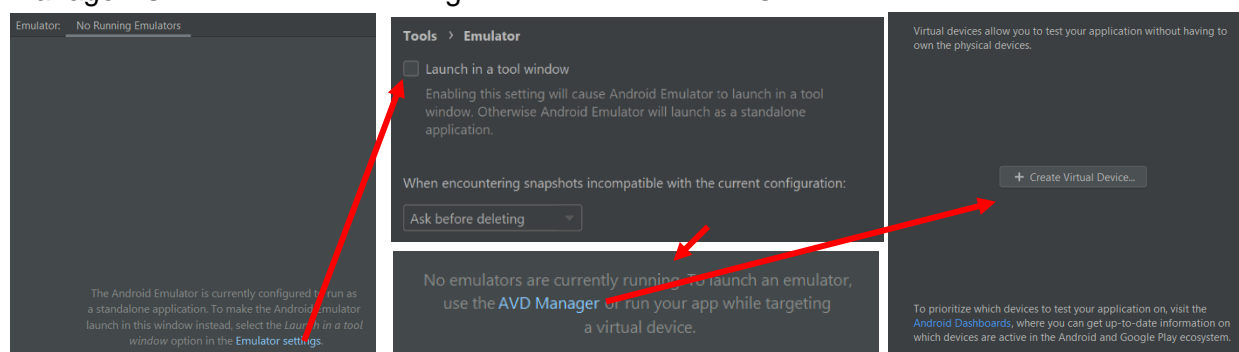 Emulator: No Running Emulators
The Android Emulator is currently configured to run as
a standalone application. To make the Android Emulator
launch in this window instead, select the Launch in a tool
window option in the Emulator settings.
Tools > Emulator
Launch in a tool window
Enabling this setting will cause Android Emulator to launch in a tool
window. Otherwise Android Emulator will launch as a standalone
application.
When encountering snapshots incompatible with the current configuration:
Ask before deleting
No emulators are currently running. To launch an emulator,
use the AVD Manager or run your app while targeting
a virtual device.
Virtual devices allow you to test your application without having to
own the physical devices.
+ Create Virtual Device...
To prioritize which devices to test your application on, visit the
Android Dashboards, where you can get up-to-date information on
which devices are active in the Android and Google Play ecosystem.